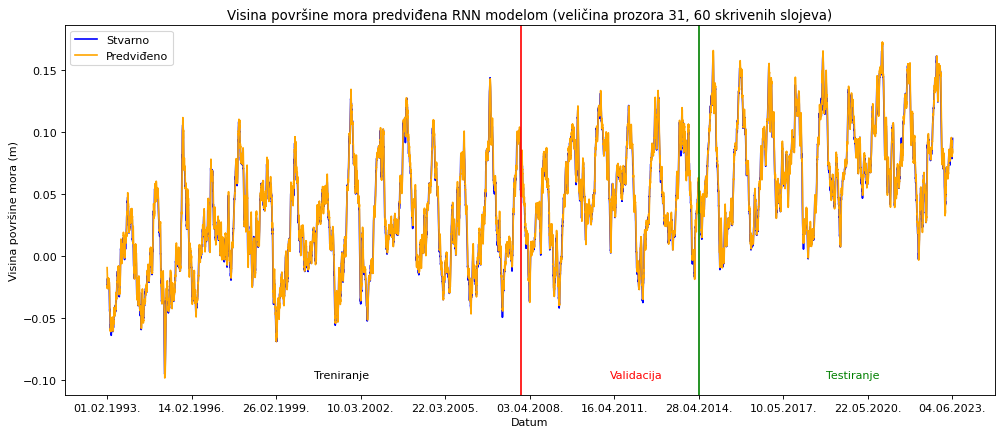 Visina površine mora predviđena RNN modelom (veličina prozora 31, 60 skrivenih slojeva)
Stvarno
Predviđeno
Visina površine mora (m)
0.15
0.10
0.05
0.00
−0.05
−0.10
Treniranje
Validacija
Testiranje
01.02.1993. 14.02.1996. 26.02.1999. 10.03.2002. 22.03.2005. 03.04.2008. 16.04.2011. 28.04.2014. 10.05.2017. 22.05.2020. 04.06.2023.
Datum